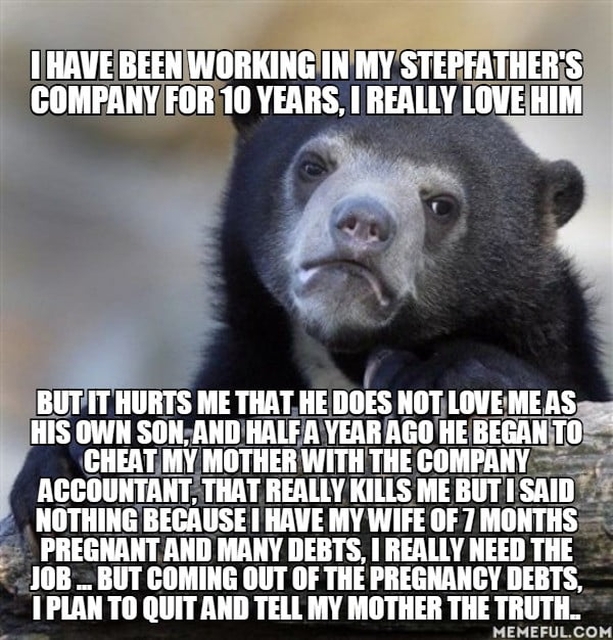 I HAVE BEEN WORKING IN MY STEPFATHER'S
COMPANY FOR 10 YEARS, I REALLY LOVE HIM
BUT IT HURTS ME THAT HE DOES NOT LOVE ME AS
HIS OWN SON, AND HALF A YEAR AGO HE BEGAN TO
CHEAT MY MOTHER WITH THE COMPANY
ACCOUNTANT, THAT REALLY KILLS ME BUT I SAID
NOTHING BECAUSE I HAVE MY WIFE OF 7 MONTHS
PREGNANT AND MANY DEBTS, I REALLY NEED THE
JOB ... BUT COMING OUT OF THE PREGNANCY DEBTS,
I PLAN TO QUIT AND TELL MY MOTHER THE TRUTH..
MEMEFUL.COM